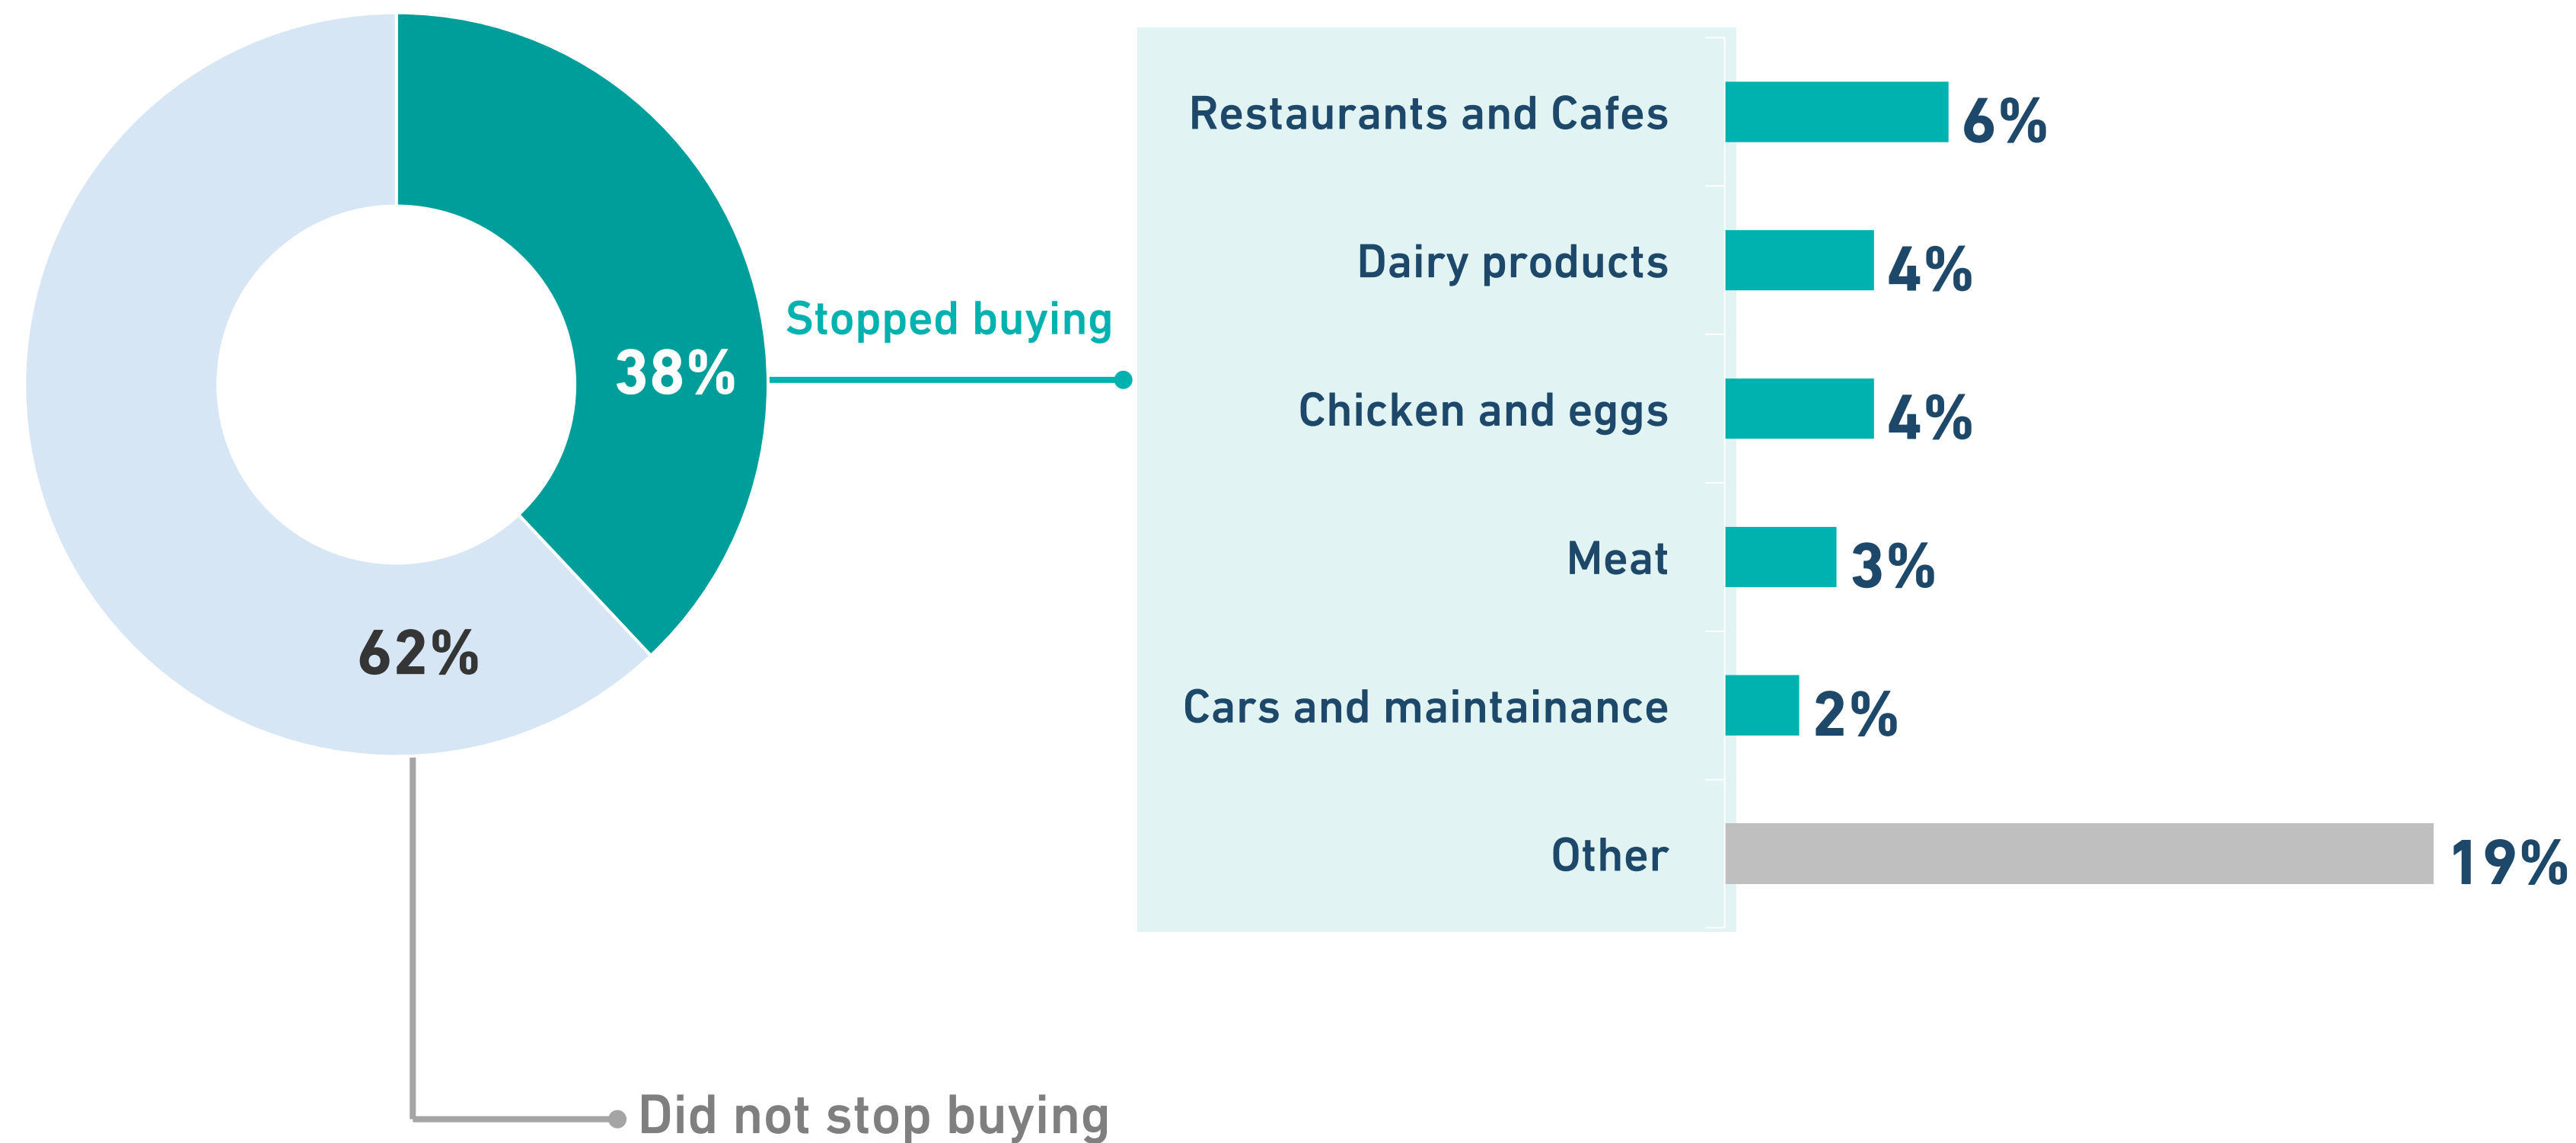 38%
62%
Stopped buying
Did not stop buying
Restaurants and Cafes 6%
Dairy products 4%
Chicken and eggs 4%
Meat 3%
Cars and maintainance 2%
Other 19%